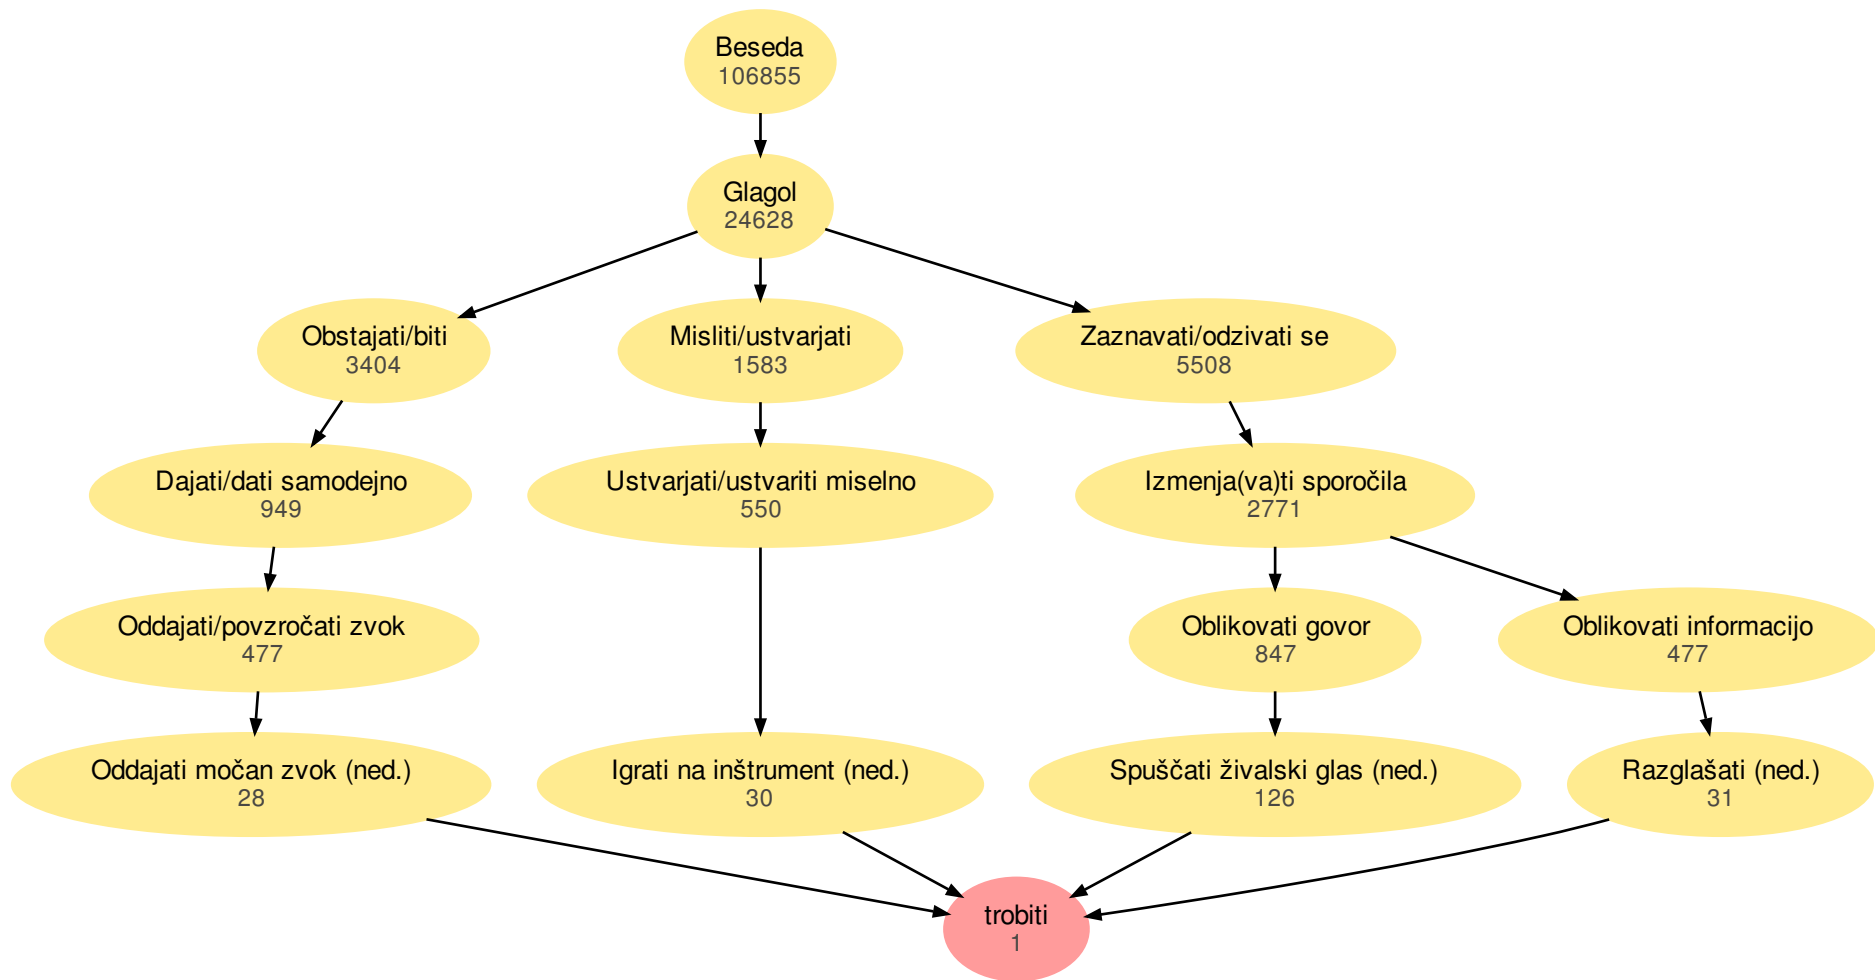 Beseda
106855
Glagol
24628
Obstajati/biti
3404
Misliti/ustvarjati
1583
Zaznavati/odzivati se
5508
Dajati/dati samodejno
949
Ustvarjati/ustvariti miselno
550
Izmenja(va)ti sporočila
2771
Oddajati/povzročati zvok
477
Oblikovati govor
847
Oblikovati informacijo
477
Oddajati močan zvok (ned.)
28
Igrati na inštrument (ned.)
30
Spuščati živalski glas (ned.)
126
Razglašati (ned.)
31
trobiti
1